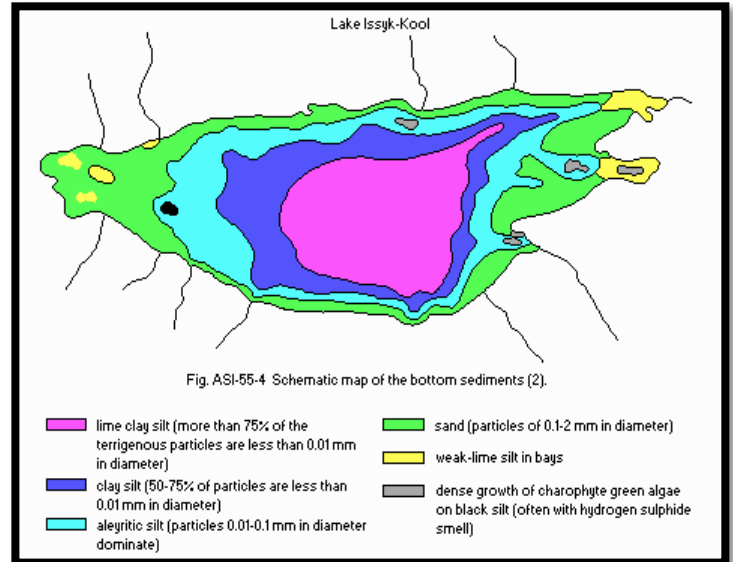 Lake Issyk-Kool
Fig. ASI-55-4 Schematic map of the bottom sediments (2).
lime clay silt (more than 75% of the
terrigenous particles are less than 0.01 mm
in diameter)
clay silt (50-75% of particles are less than
0.01 mm in diameter)
aleyritic silt (particles 0.01-0.1 mm in diameter
dominate)
sand (particles of 0.1-2 mm in diameter)
weak-lime silt in bays
dense growth of charophyte green algae
on black silt (often with hydrogen sulphide
smell)